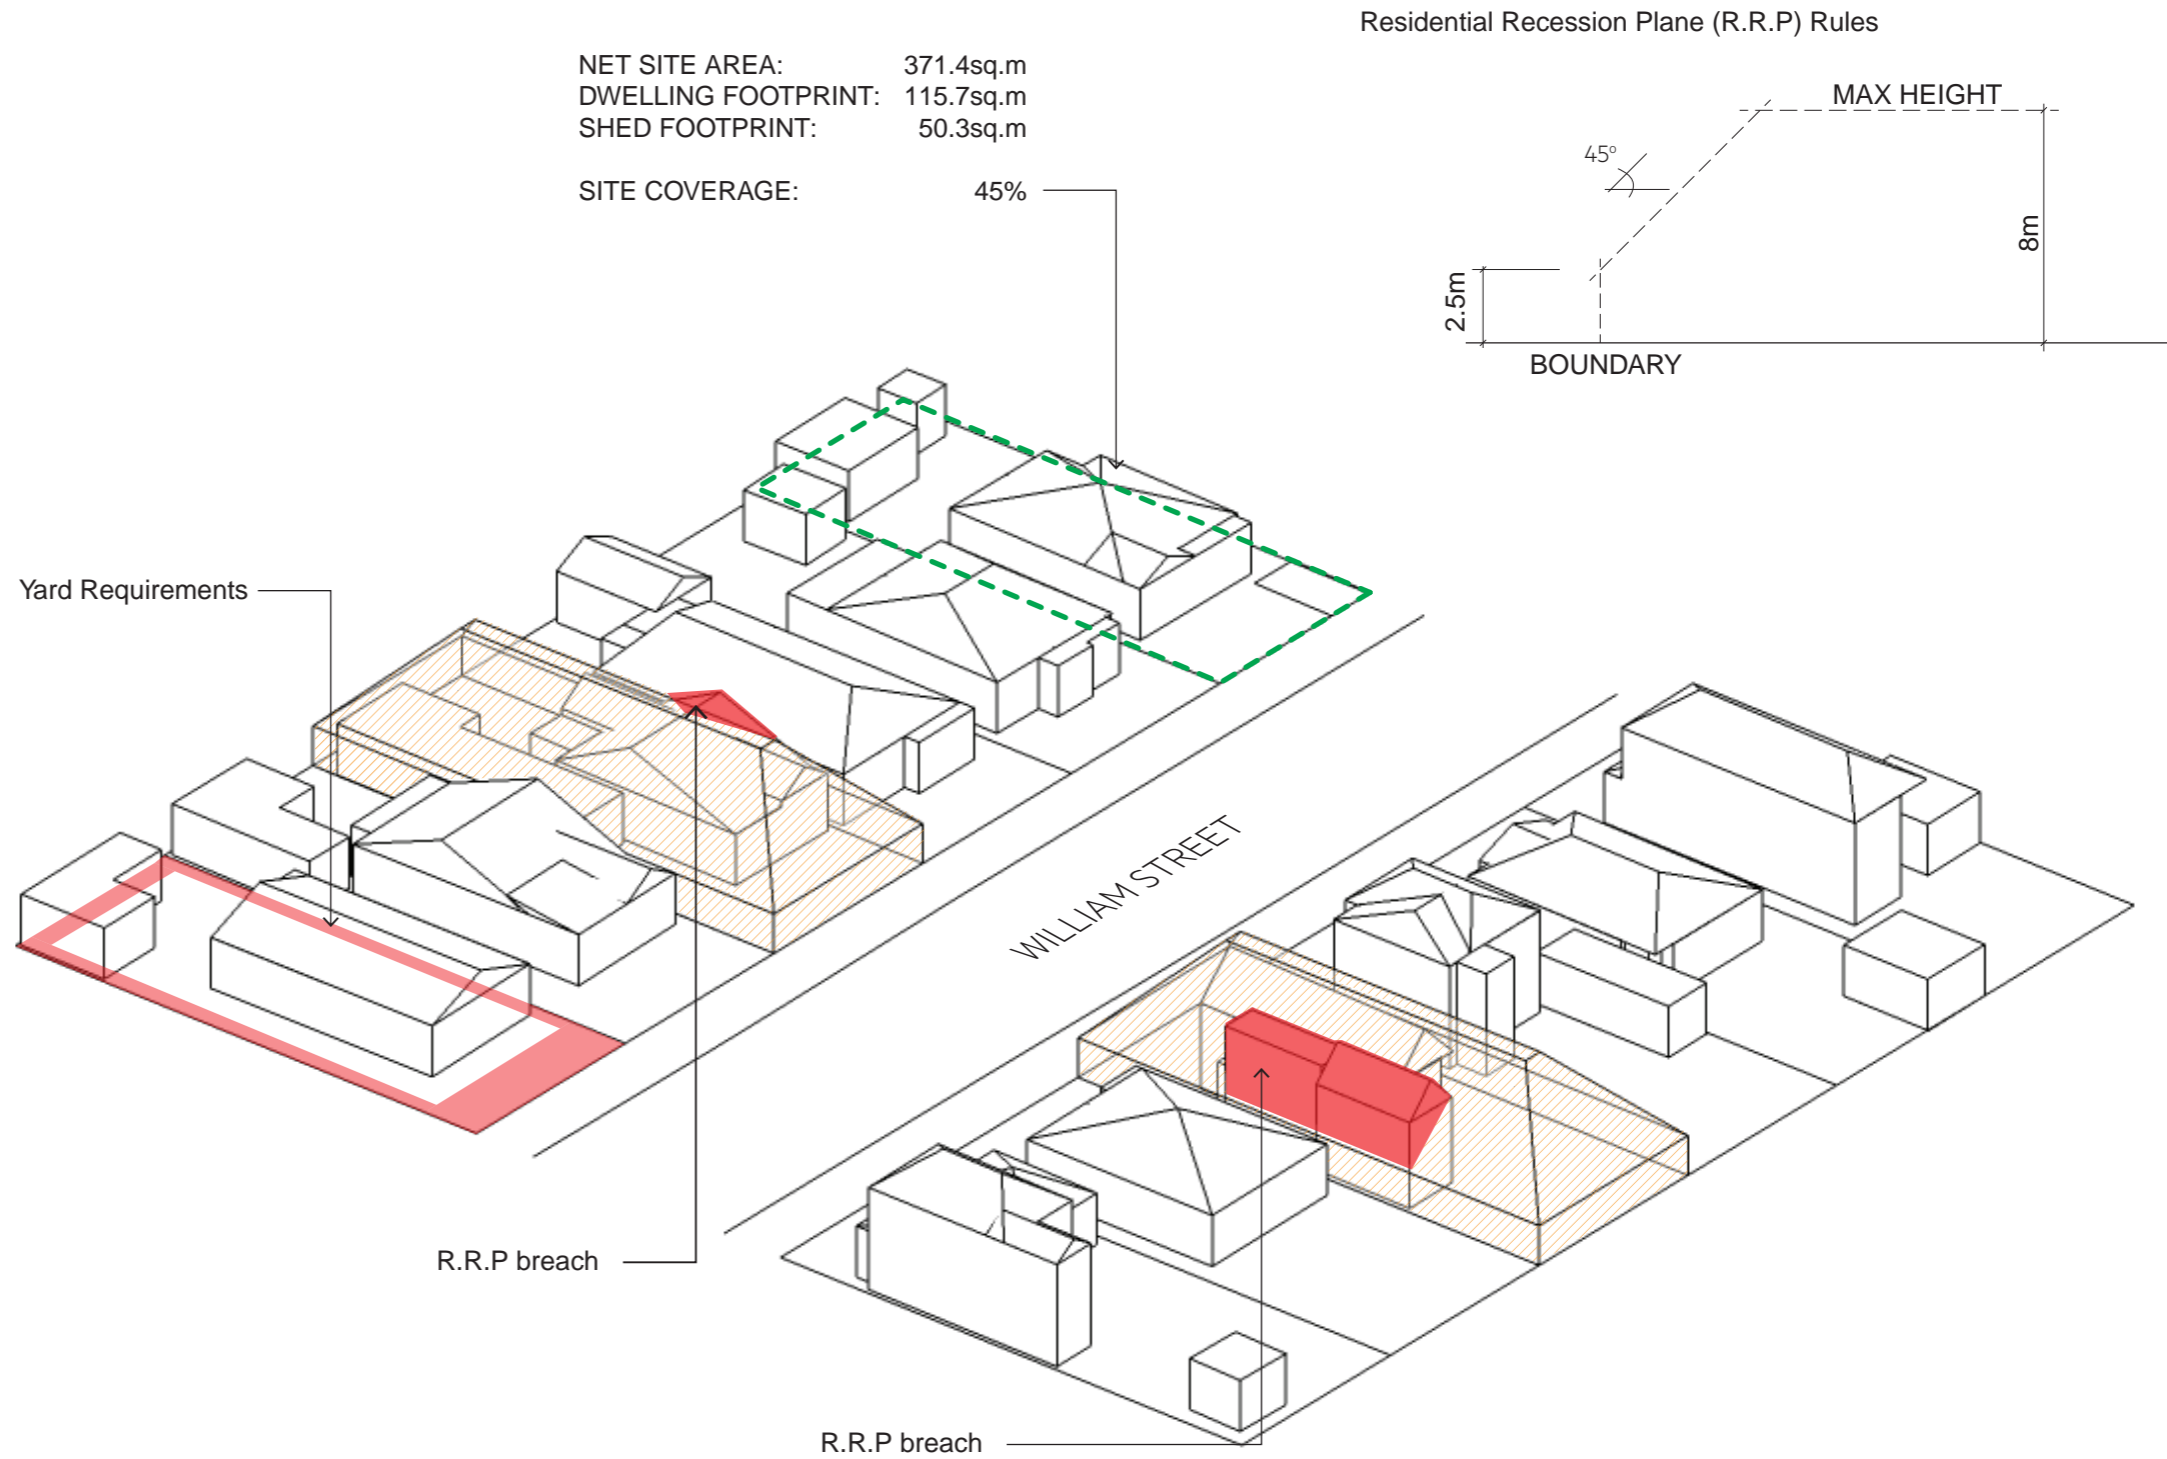 Residential Recession Plane (R.R.P) Rules
NET SITE AREA: 371.4sq.m
DWELLING FOOTPRINT: 115.7sq.m
SHED FOOTPRINT: 50.3sq.m
SITE COVERAGE: 45%
MAX HEIGHT
45°
8m
2.5m
BOUNDARY
Yard Requirements
WILLIAM STREET
R.R.P breach
R.R.P breach